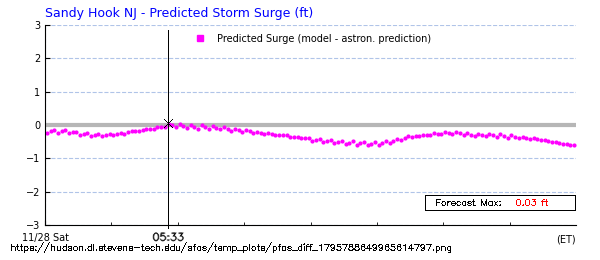 Sandy Hook NJ - Predicted Storm Surge (ft)
3
Predicted Surge (model - astron. prediction)
2
1
0
−1
−2
Forecast Max: 0.03 ft
−3
11/28 Sat 05:33
(ET)
https://hudson.dl.stevens-tech.edu/sfas/temp_plots/pfas_diff_1795788649965614797.png